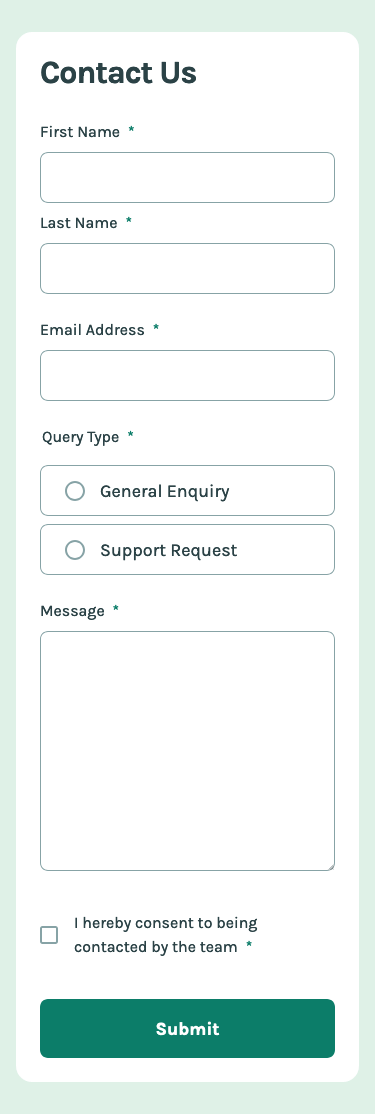 Contact Us
First Name *
Last Name *
Email Address *
Query Type *
General Enquiry
Support Request
Message *
I hereby consent to being
contacted by the team *
Submit